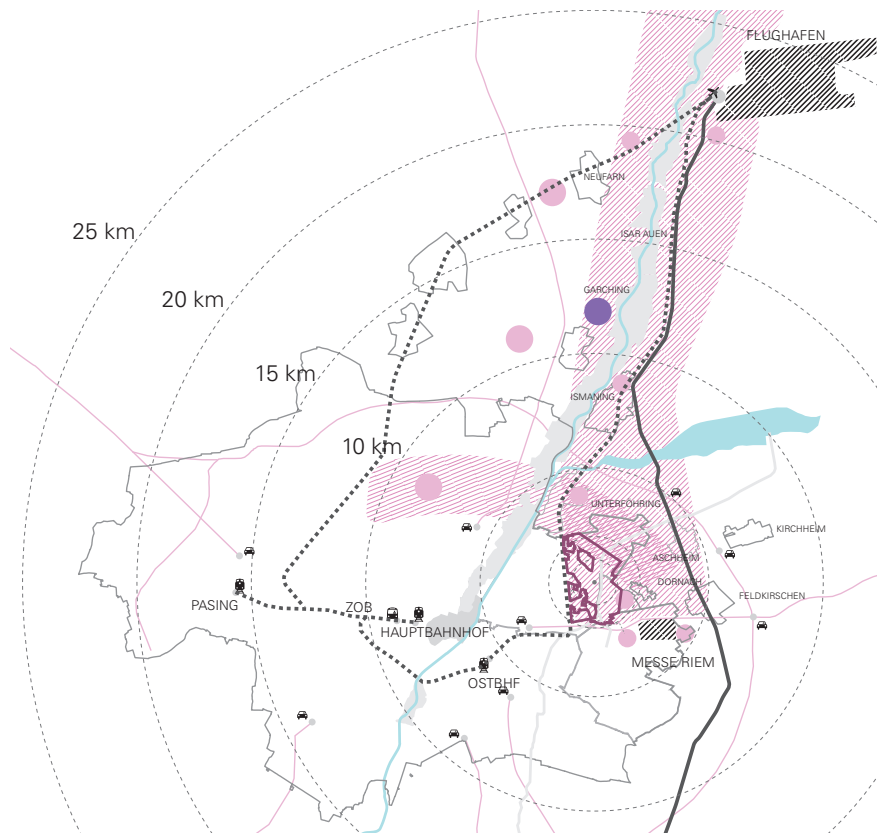 FLUGHAFEN
NEUFARN
25 km
ISAR AUEN
20 km
GARCHING
15 km
ISMANING
10 km
UNTERFÖHRING
KIRCHHEIM
ASCHHEIM
DORNACH
FELDKIRSCHEN
PASING
ZOB
HAUPTBAHNHOF
MESSE RIEM
OSTBHF